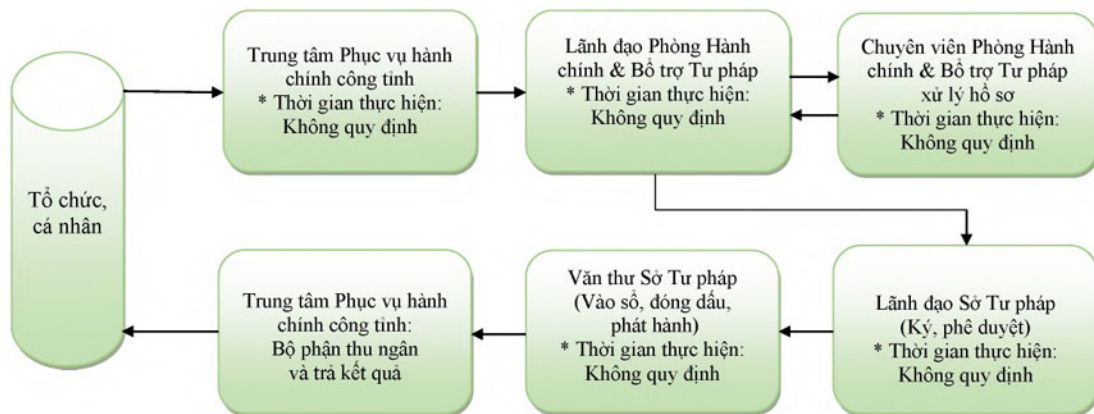 Trung tâm Phục vụ hành
chính công tỉnh
* Thời gian thực hiện:
Không quy định
Lãnh đạo Phòng Hành
chính & Bổ trợ Tư pháp
* Thời gian thực hiện:
Không quy định
Chuyên viên Phòng Hành
chính & Bổ trợ Tư pháp
xử lý hồ sơ
* Thời gian thực hiện:
Không quy định
Tổ chức,
cá nhân
Trung tâm Phục vụ hành
chính công tỉnh:
Bộ phận thu ngân
và trả kết quả
Văn thư Sở Tư pháp
(Vào sổ, đóng dấu,
phát hành)
* Thời gian thực hiện:
Không quy định
Lãnh đạo Sở Tư pháp
(Ký, phê duyệt)
* Thời gian thực hiện:
Không quy định